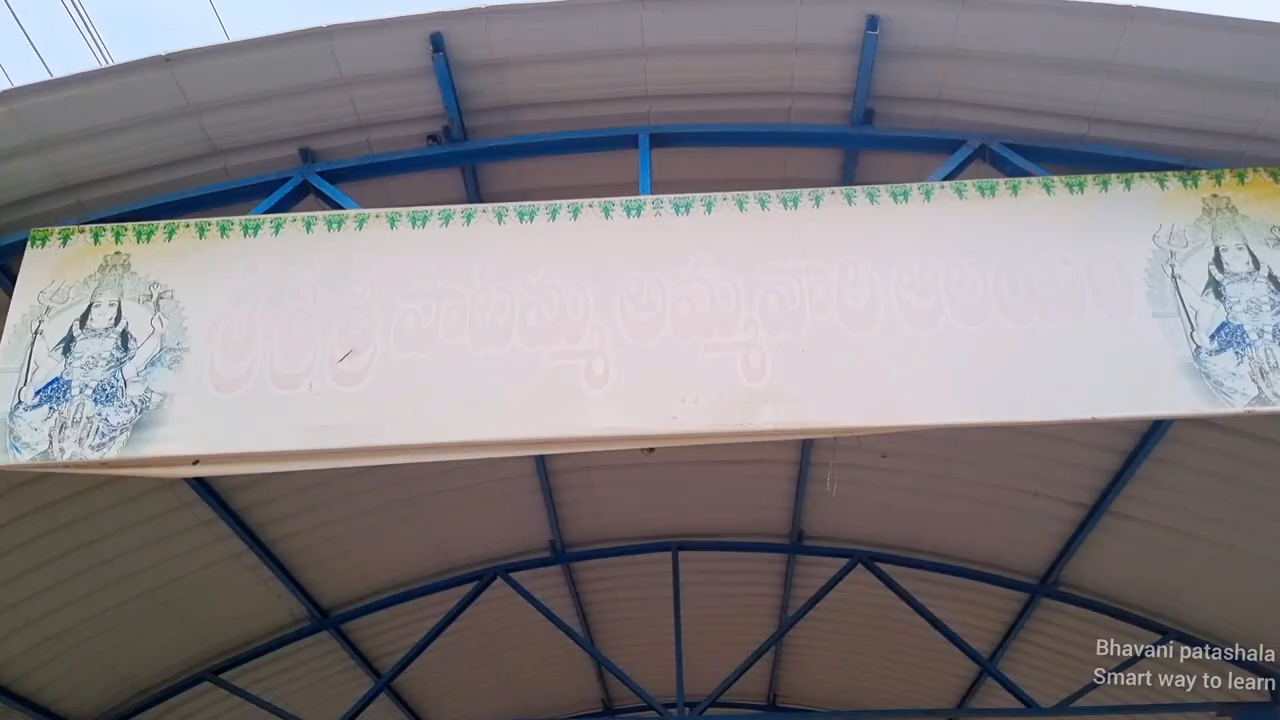 శ్రీశ్రీశ్రీ పోలేరమ్మ అమ్మవారి ఆలయం
Bhavani patashala
Smart way to learn